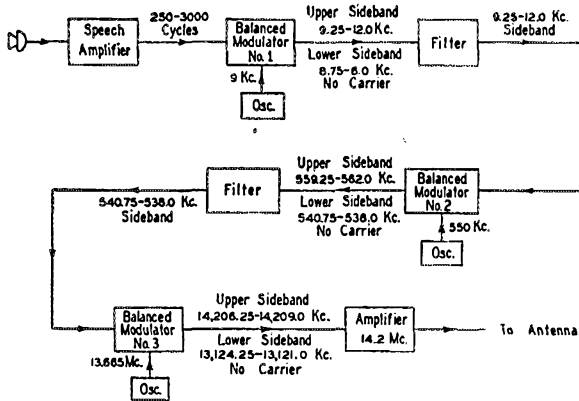 Speech
Amplifier
250-3000
Cycles
Balanced
Modulator
No.1
9 Kc.
Osc.
Upper Sideband
9.25-12.0 Kc.
Lower Sideband
8.75-6.0 Kc.
No Carrier
Filter
9.25-12.0 Kc.
Sideband
Balanced
Modulator
No.2
550 Kc.
Osc.
Upper Sideband
559.25-562.0 Kc.
Lower Sideband
540.75-538.0 Kc.
No Carrier
Filter
540.75-538.0 Kc.
Sideband
Balanced
Modulator
No.3
13.665 Mc.
Osc.
Upper Sideband
14,206.25-14,209.0 Kc.
Lower Sideband
13,124.25-13,121.0 Kc.
No Carrier
Amplifier
14.2 Mc.
To Antenna